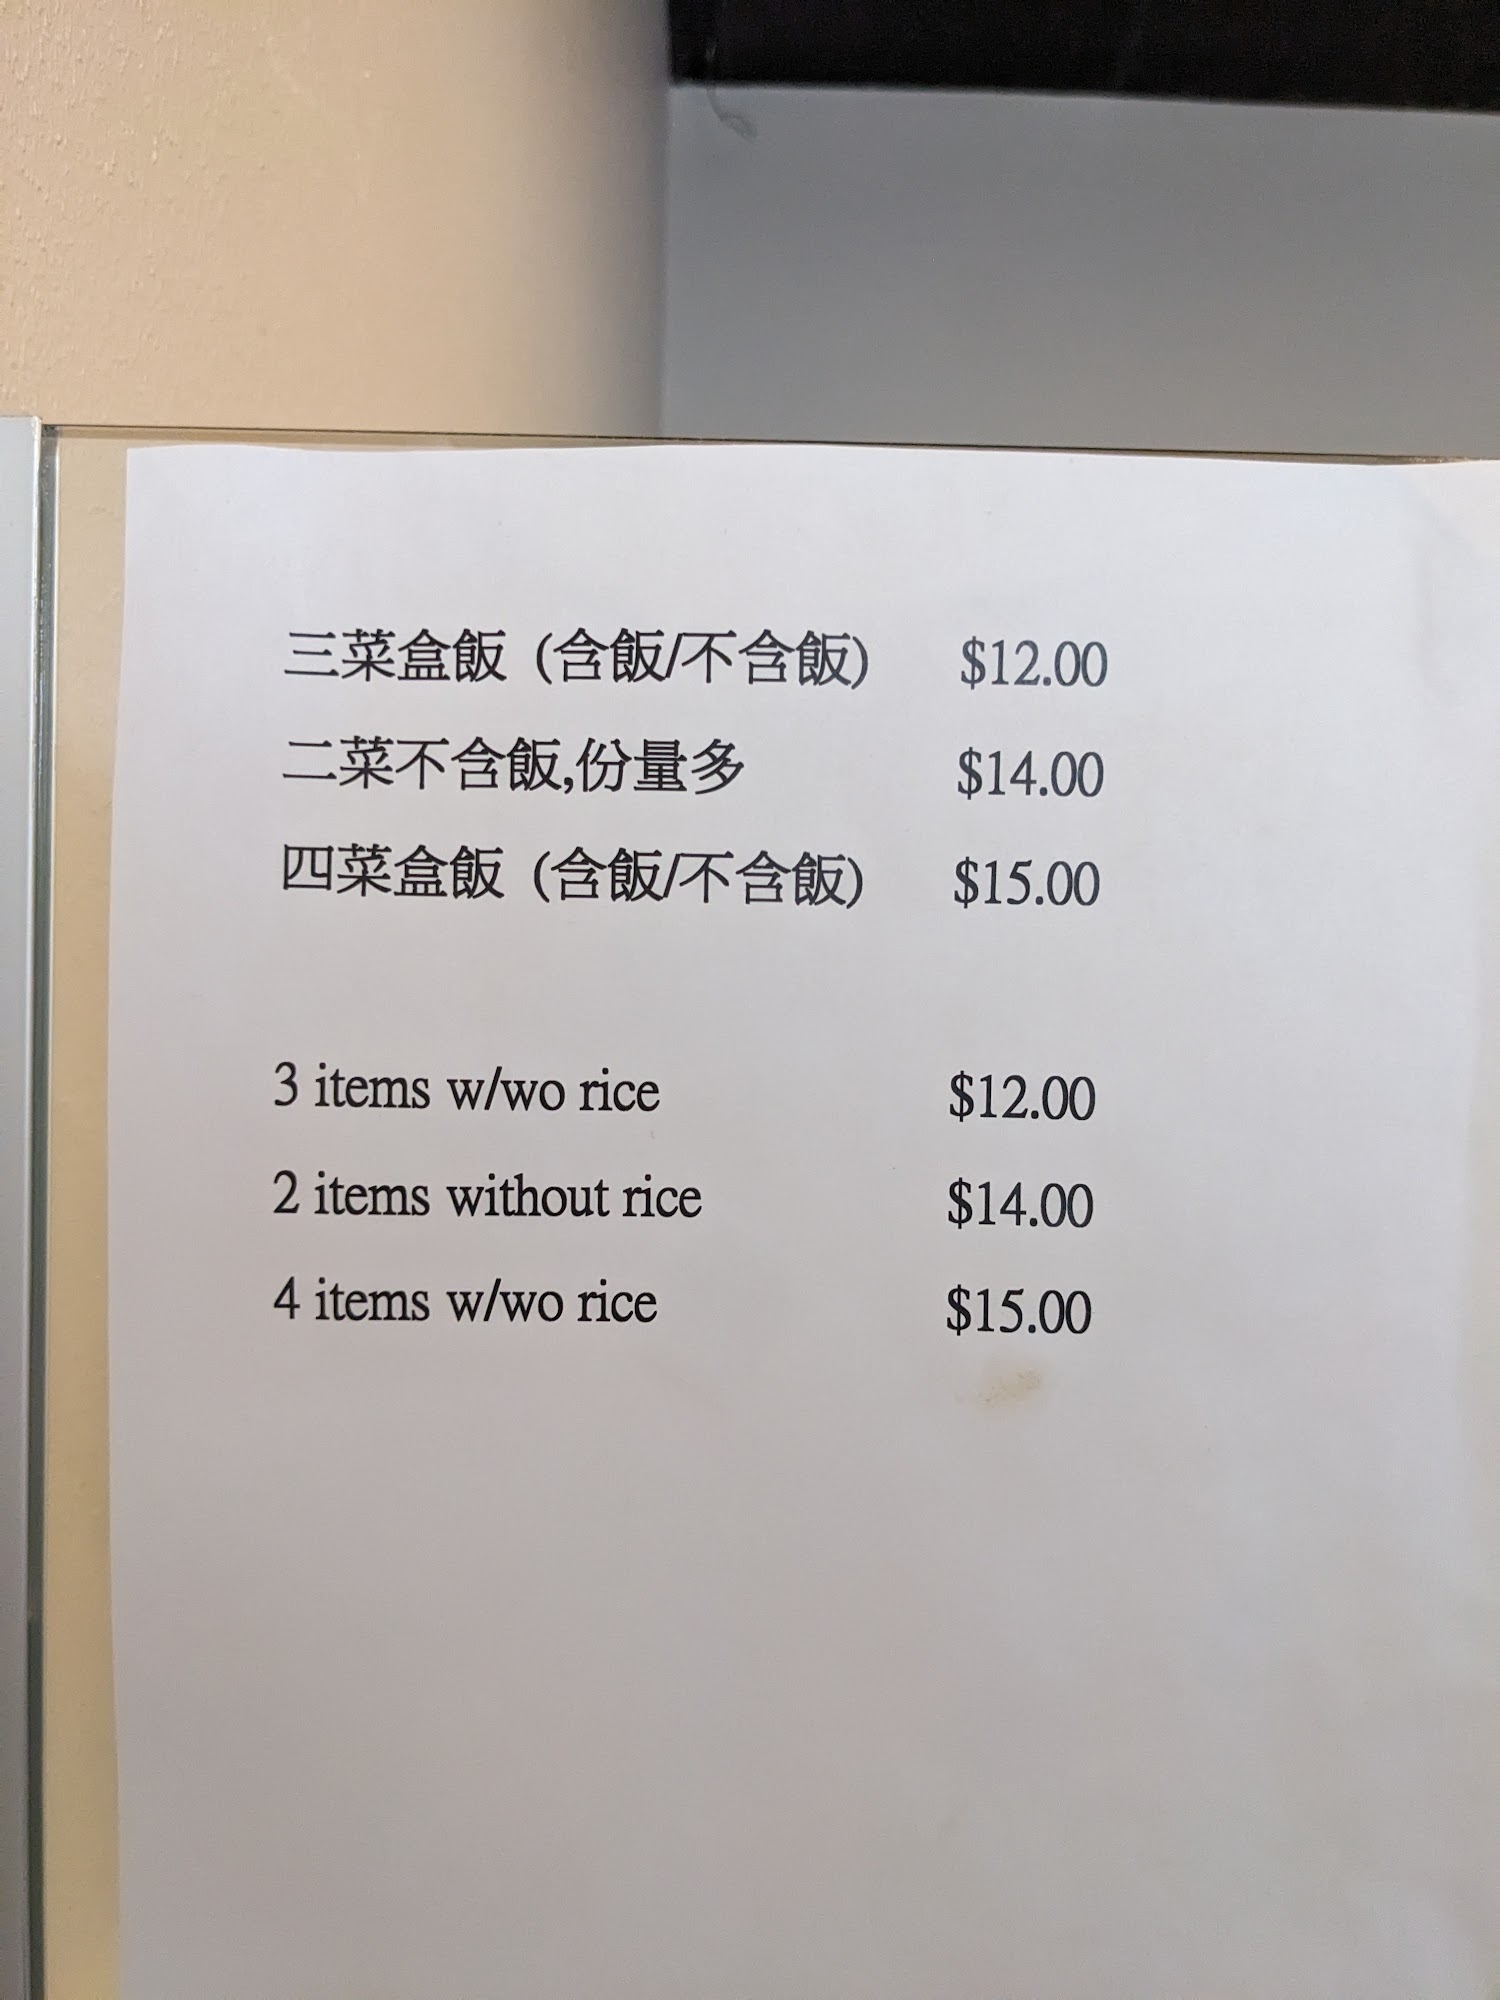 三菜盒飯 (含飯/不含飯) $12.00
二菜不含飯,份量多 $14.00
四菜盒飯 (含飯/不含飯) $15.00
3 items w/wo rice $12.00
2 items without rice $14.00
4 items w/wo rice $15.00